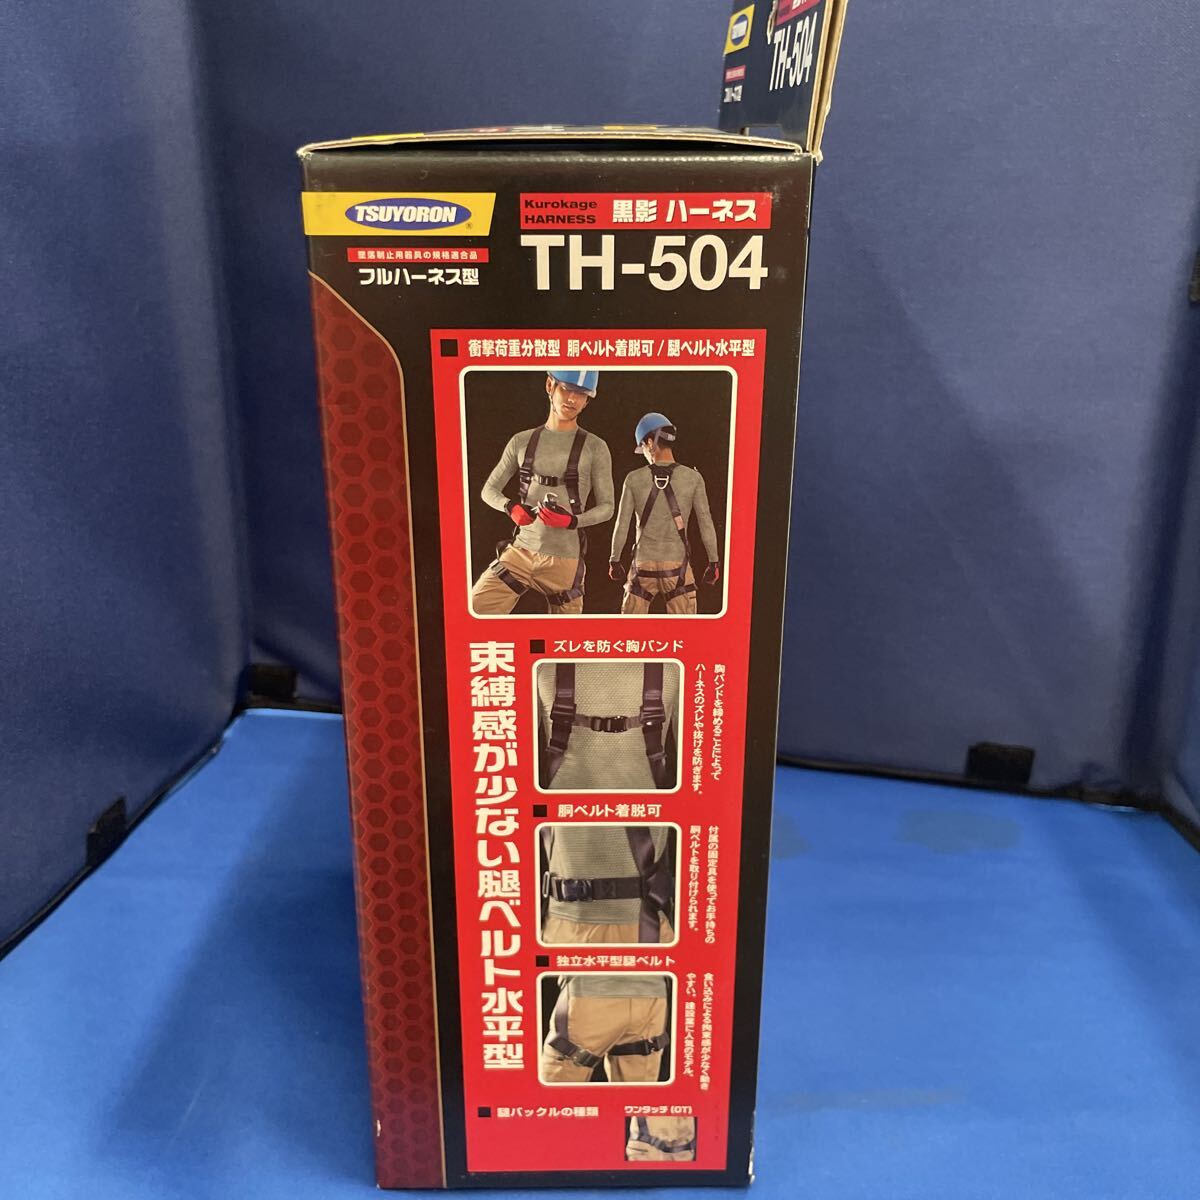 TSUYORON
TH-504
TSUYORON®
墜落制止用器具の規格適合品
フルハーネス型
Kurokage
HARNESS
黒影 ハーネス
TH-504
■ 衝撃荷重分散型 胴ベルト着脱可 / 腿ベルト水平型
束縛感が少ない腿ベルト水平型
■ ズレを防ぐ胸バンド
胸バンドを締めることによって
ハーネスのズレや抜けを防ぎます。
■ 胴ベルト着脱可
付属の固定具を使ってお手持ちの
胴ベルトを取り付けられます。
■ 独立水平型腿ベルト
食い込みによる拘束感が少なく動き
やすい。建設業に人気のモデル。
■ 腿バックルの種類
ワンタッチ (OT)